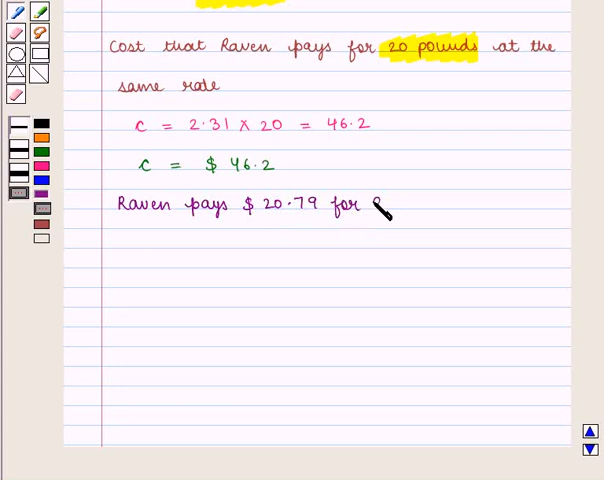 Cost that Raven pays for 20 pounds at the
same rate
c = 2.31 × 20 = 46.2
c = $ 46.2
Raven pays $ 20.79 for